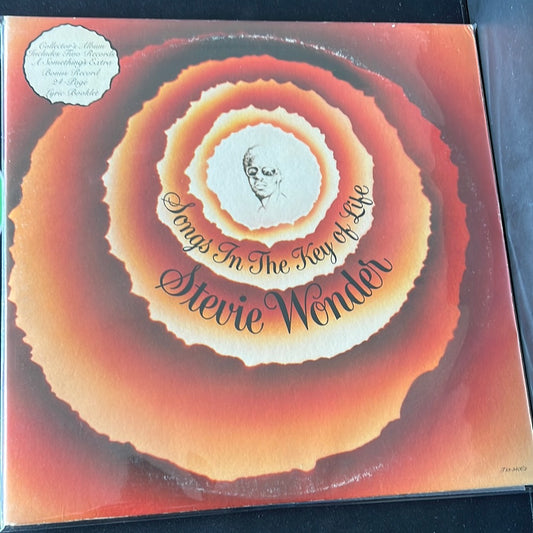 Collector's Album
Includes Two Records
A Something's Extra
Bonus Record
24-Page
Lyric Booklet
Songs In The Key of Life
Stevie Wonder